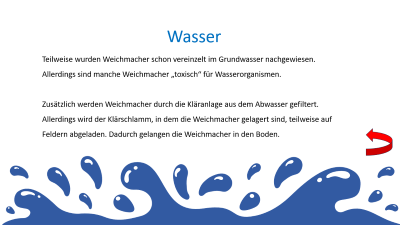 Wasser
Teilweise wurden Weichmacher schon vereinzelt im Grundwasser nachgewiesen.
Allerdings sind manche Weichmacher „toxisch“ für Wasserorganismen.
Zusätzlich werden Weichmacher durch die Kläranlage aus dem Abwasser gefiltert.
Allerdings wird der Klärschlamm, in dem die Weichmacher gelagert sind, teilweise auf
Feldern abgeladen. Dadurch gelangen die Weichmacher in den Boden.